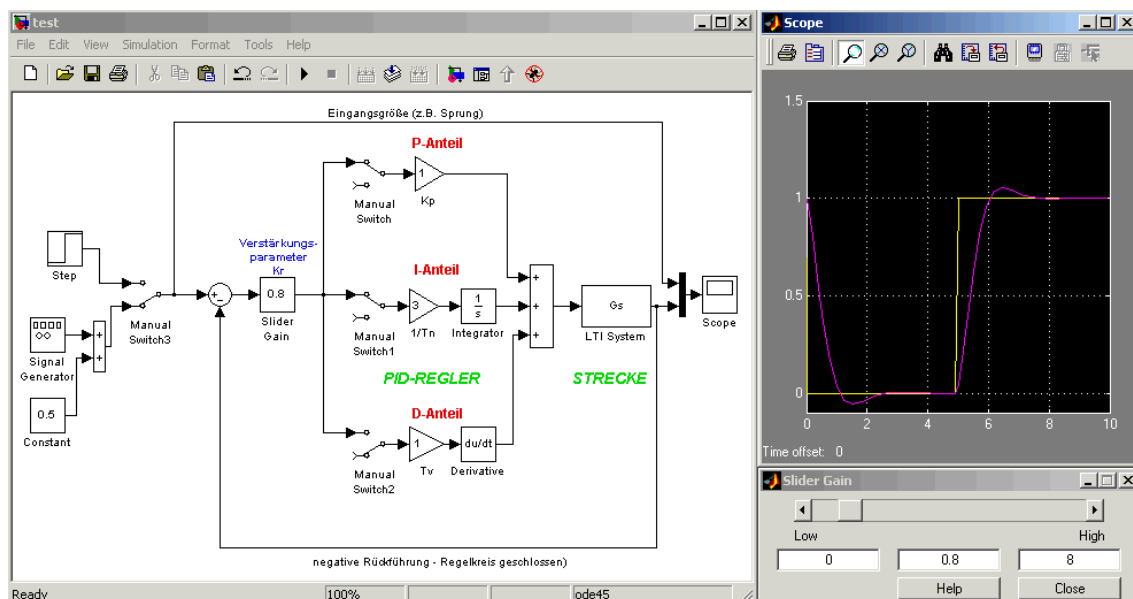 test
File Edit View Simulation Format Tools Help
Eingangsgröße (z.B. Sprung)
P-Anteil
1
Kp
Manual
Switch
Step
Verstärkungs-
parameter
Kr
0.8
Slider
Gain
I-Anteil
3
1/Tn
1
s
Integrator
Manual
Switch1
+
+
+
Gs
LTI System
Scope
Manual
Switch3
Signal
Generator
+
+
0.5
Constant
PID-REGLER
STRECKE
D-Anteil
1
Tv
du/dt
Derivative
Manual
Switch2
negative Rückführung - Regelkreis geschlossen)
Ready
100%
ode45
Scope
1.5
1
0.5
0
0 2 4 6 8 10
Time offset: 0
Slider Gain
Low High
0 0.8 8
Help Close